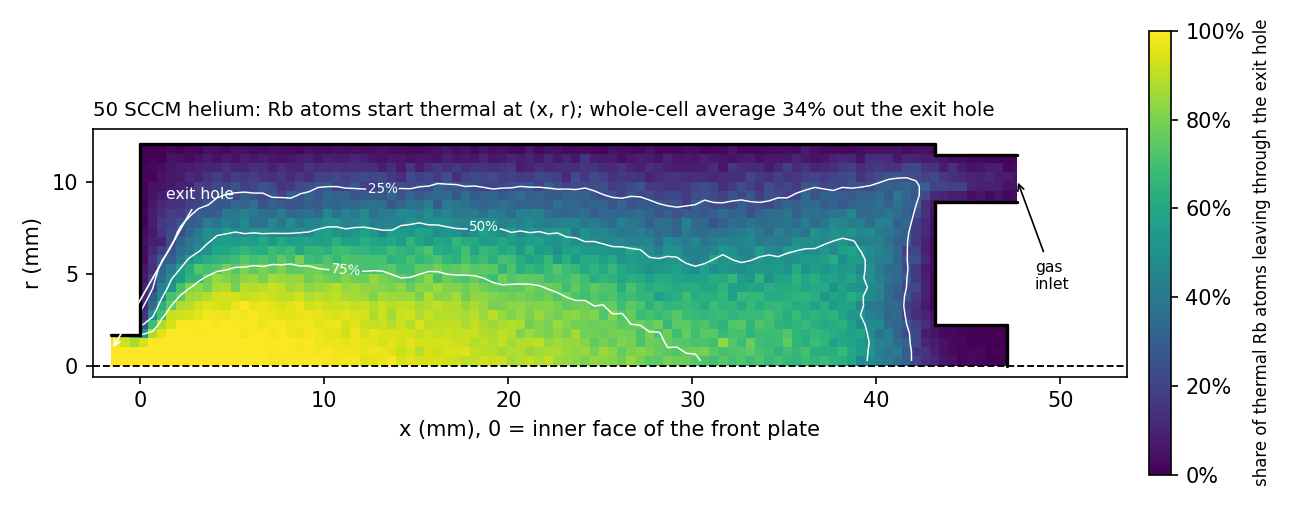 50 SCCM helium: Rb atoms start thermal at (x, r); whole-cell average 34% out the exit hole
r (mm)
10
5
0
exit hole
25%
50%
75%
gas
inlet
0
10
20
30
40
50
x (mm), 0 = inner face of the front plate
100%
80%
60%
40%
20%
0%
share of thermal Rb atoms leaving through the exit hole